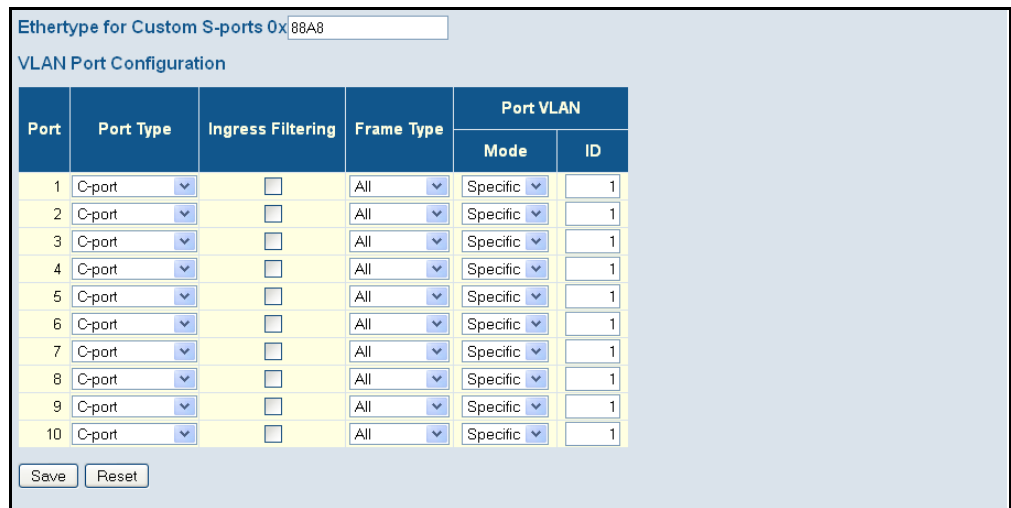 Ethertype for Custom S-ports 0x 88A8
VLAN Port Configuration
Port Port Type Ingress Filtering Frame Type Port VLAN
Mode ID
1 C-port All Specific 1
2 C-port All Specific 1
3 C-port All Specific 1
4 C-port All Specific 1
5 C-port All Specific 1
6 C-port All Specific 1
7 C-port All Specific 1
8 C-port All Specific 1
9 C-port All Specific 1
10 C-port All Specific 1
Save Reset